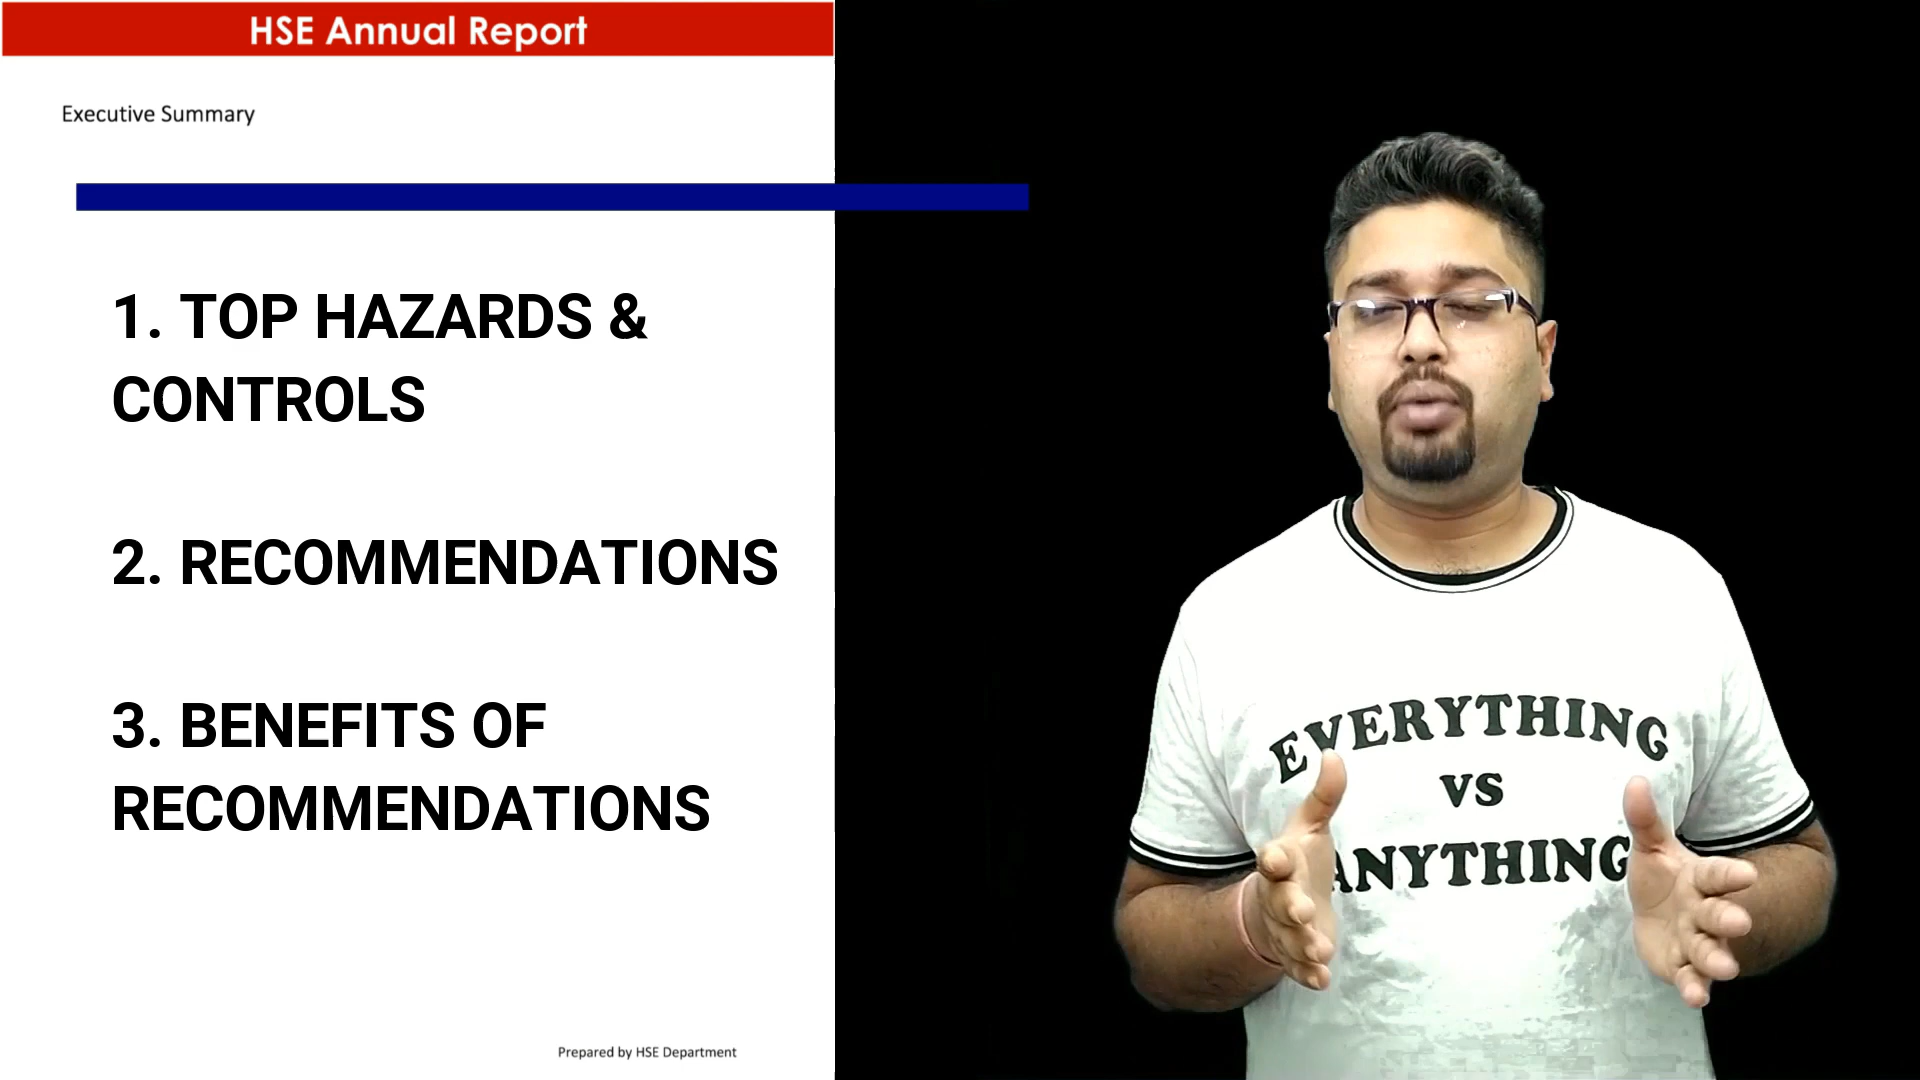 HSE Annual Report
Executive Summary
1. TOP HAZARDS &
CONTROLS
2. RECOMMENDATIONS
3. BENEFITS OF
RECOMMENDATIONS
Prepared by HSE Department
EVERYTHING
VS
ANYTHING